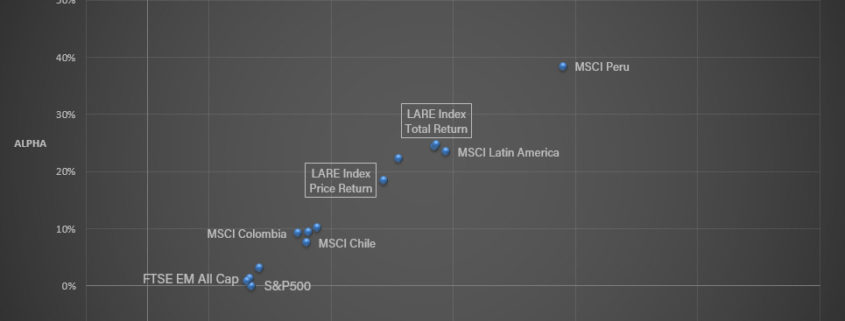 50%
40%
MSCI Peru
30%
LARE Index
Total Return
ALPHA
MSCI Latin America
20%
LARE Index
Price Return
10%
MSCI Colombia
MSCI Chile
FTSE EM All Cap
0%
S&P500